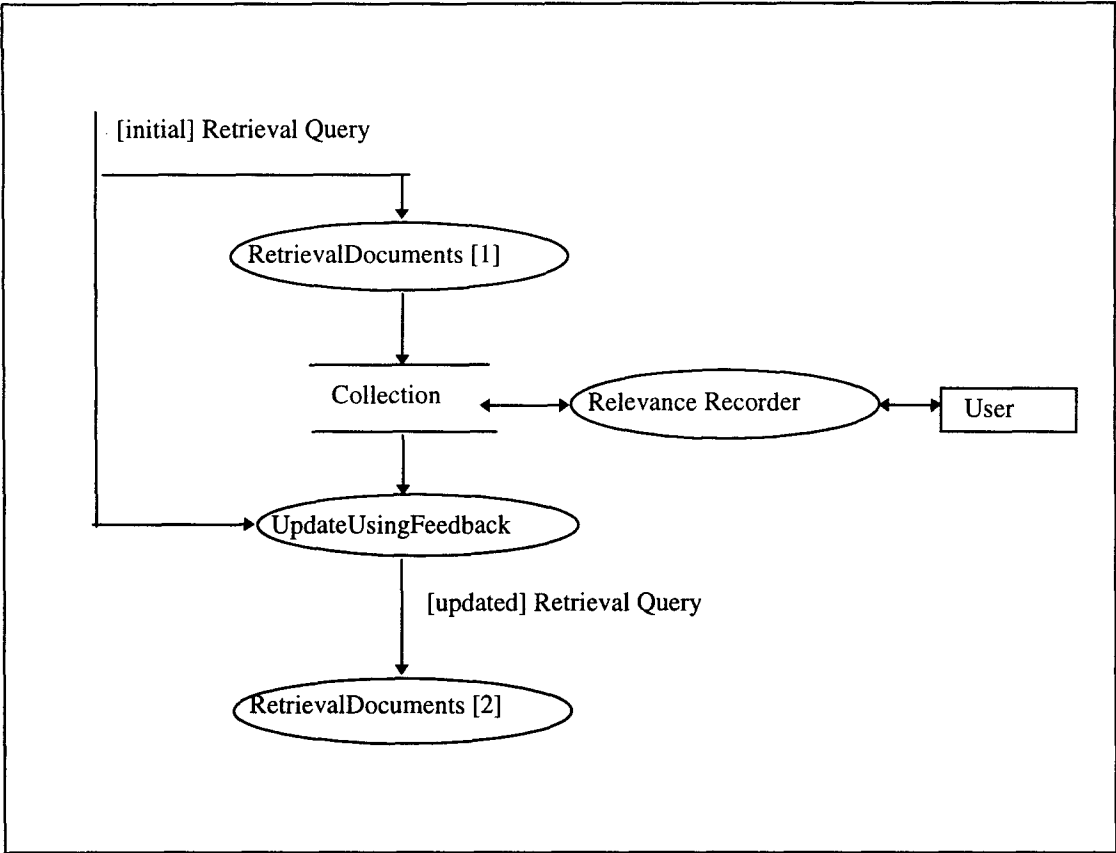 [initial] Retrieval Query
RetrievalDocuments [1]
Collection
Relevance Recorder
User
UpdateUsingFeedback
[updated] Retrieval Query
RetrievalDocuments [2]